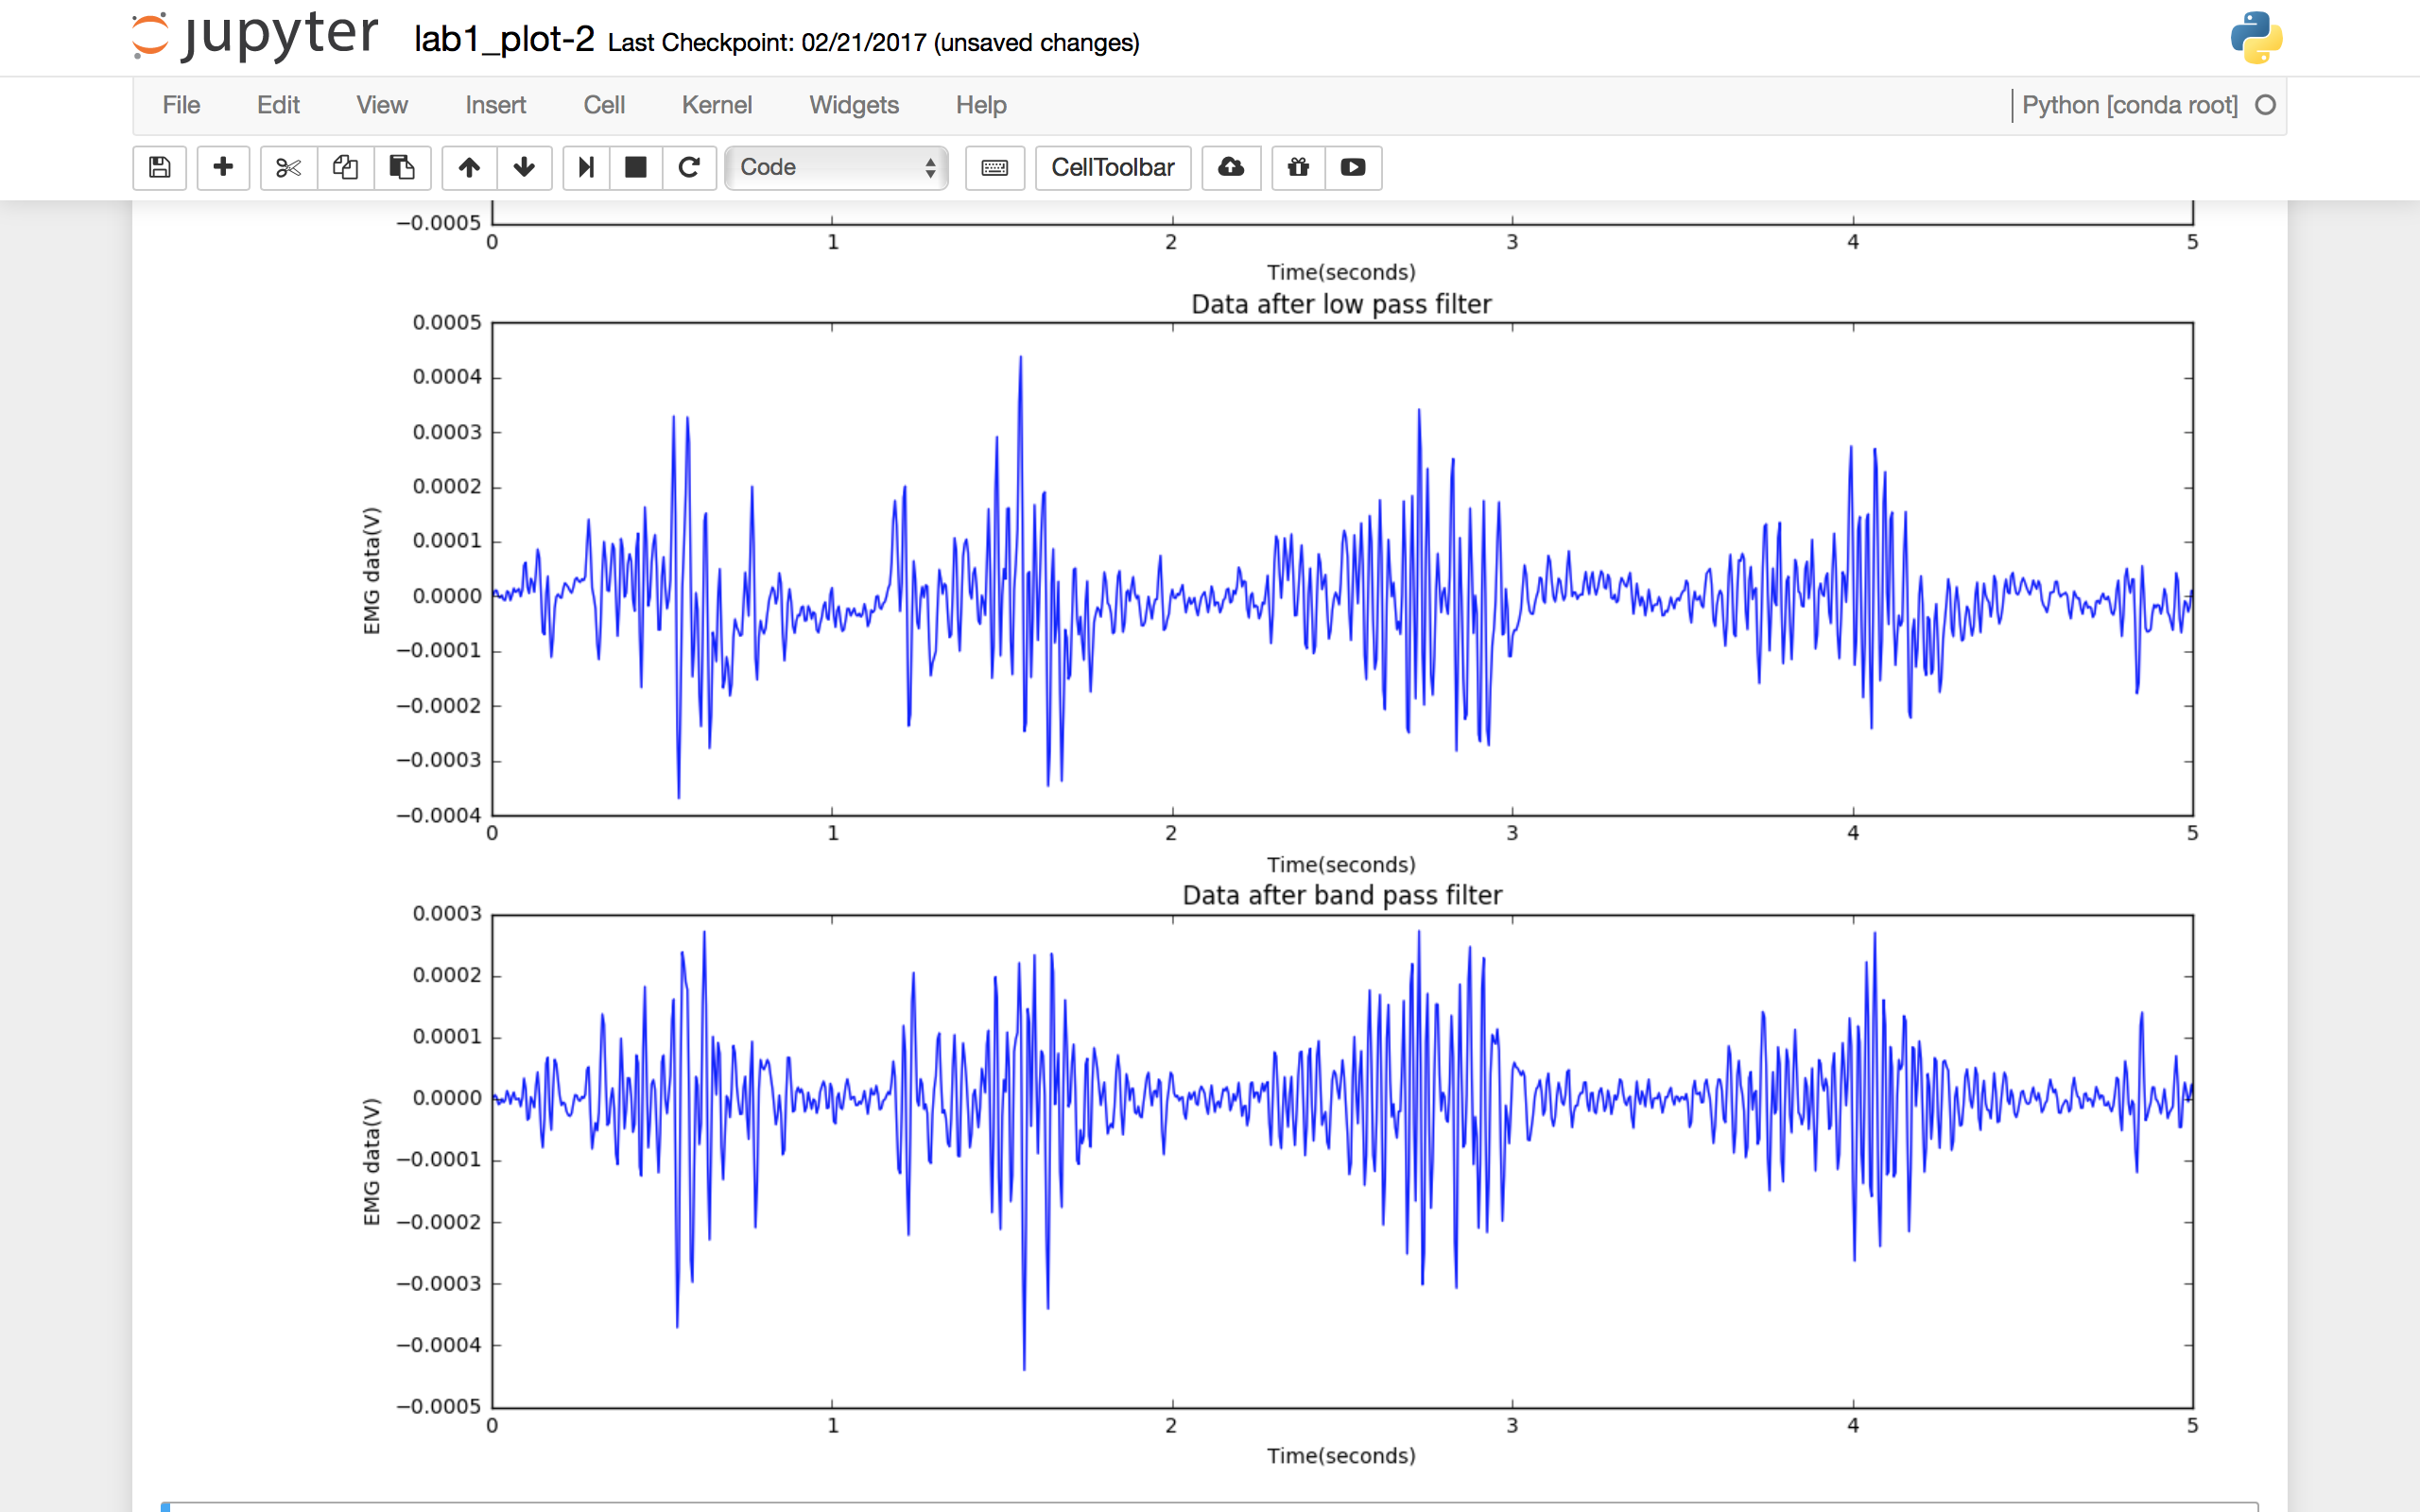 jupyter lab1_plot-2 Last Checkpoint: 02/21/2017 (unsaved changes)
File Edit View Insert Cell Kernel Widgets Help Python [conda root]
Code CellToolbar
−0.0005
0 1 2 3 4 5
Time(seconds)
Data after low pass filter
0.0005
0.0004
0.0003
0.0002
0.0001
0.0000
−0.0001
−0.0002
−0.0003
−0.0004
EMG data(V)
0 1 2 3 4 5
Time(seconds)
Data after band pass filter
0.0003
0.0002
0.0001
0.0000
−0.0001
−0.0002
−0.0003
−0.0004
−0.0005
EMG data(V)
0 1 2 3 4 5
Time(seconds)